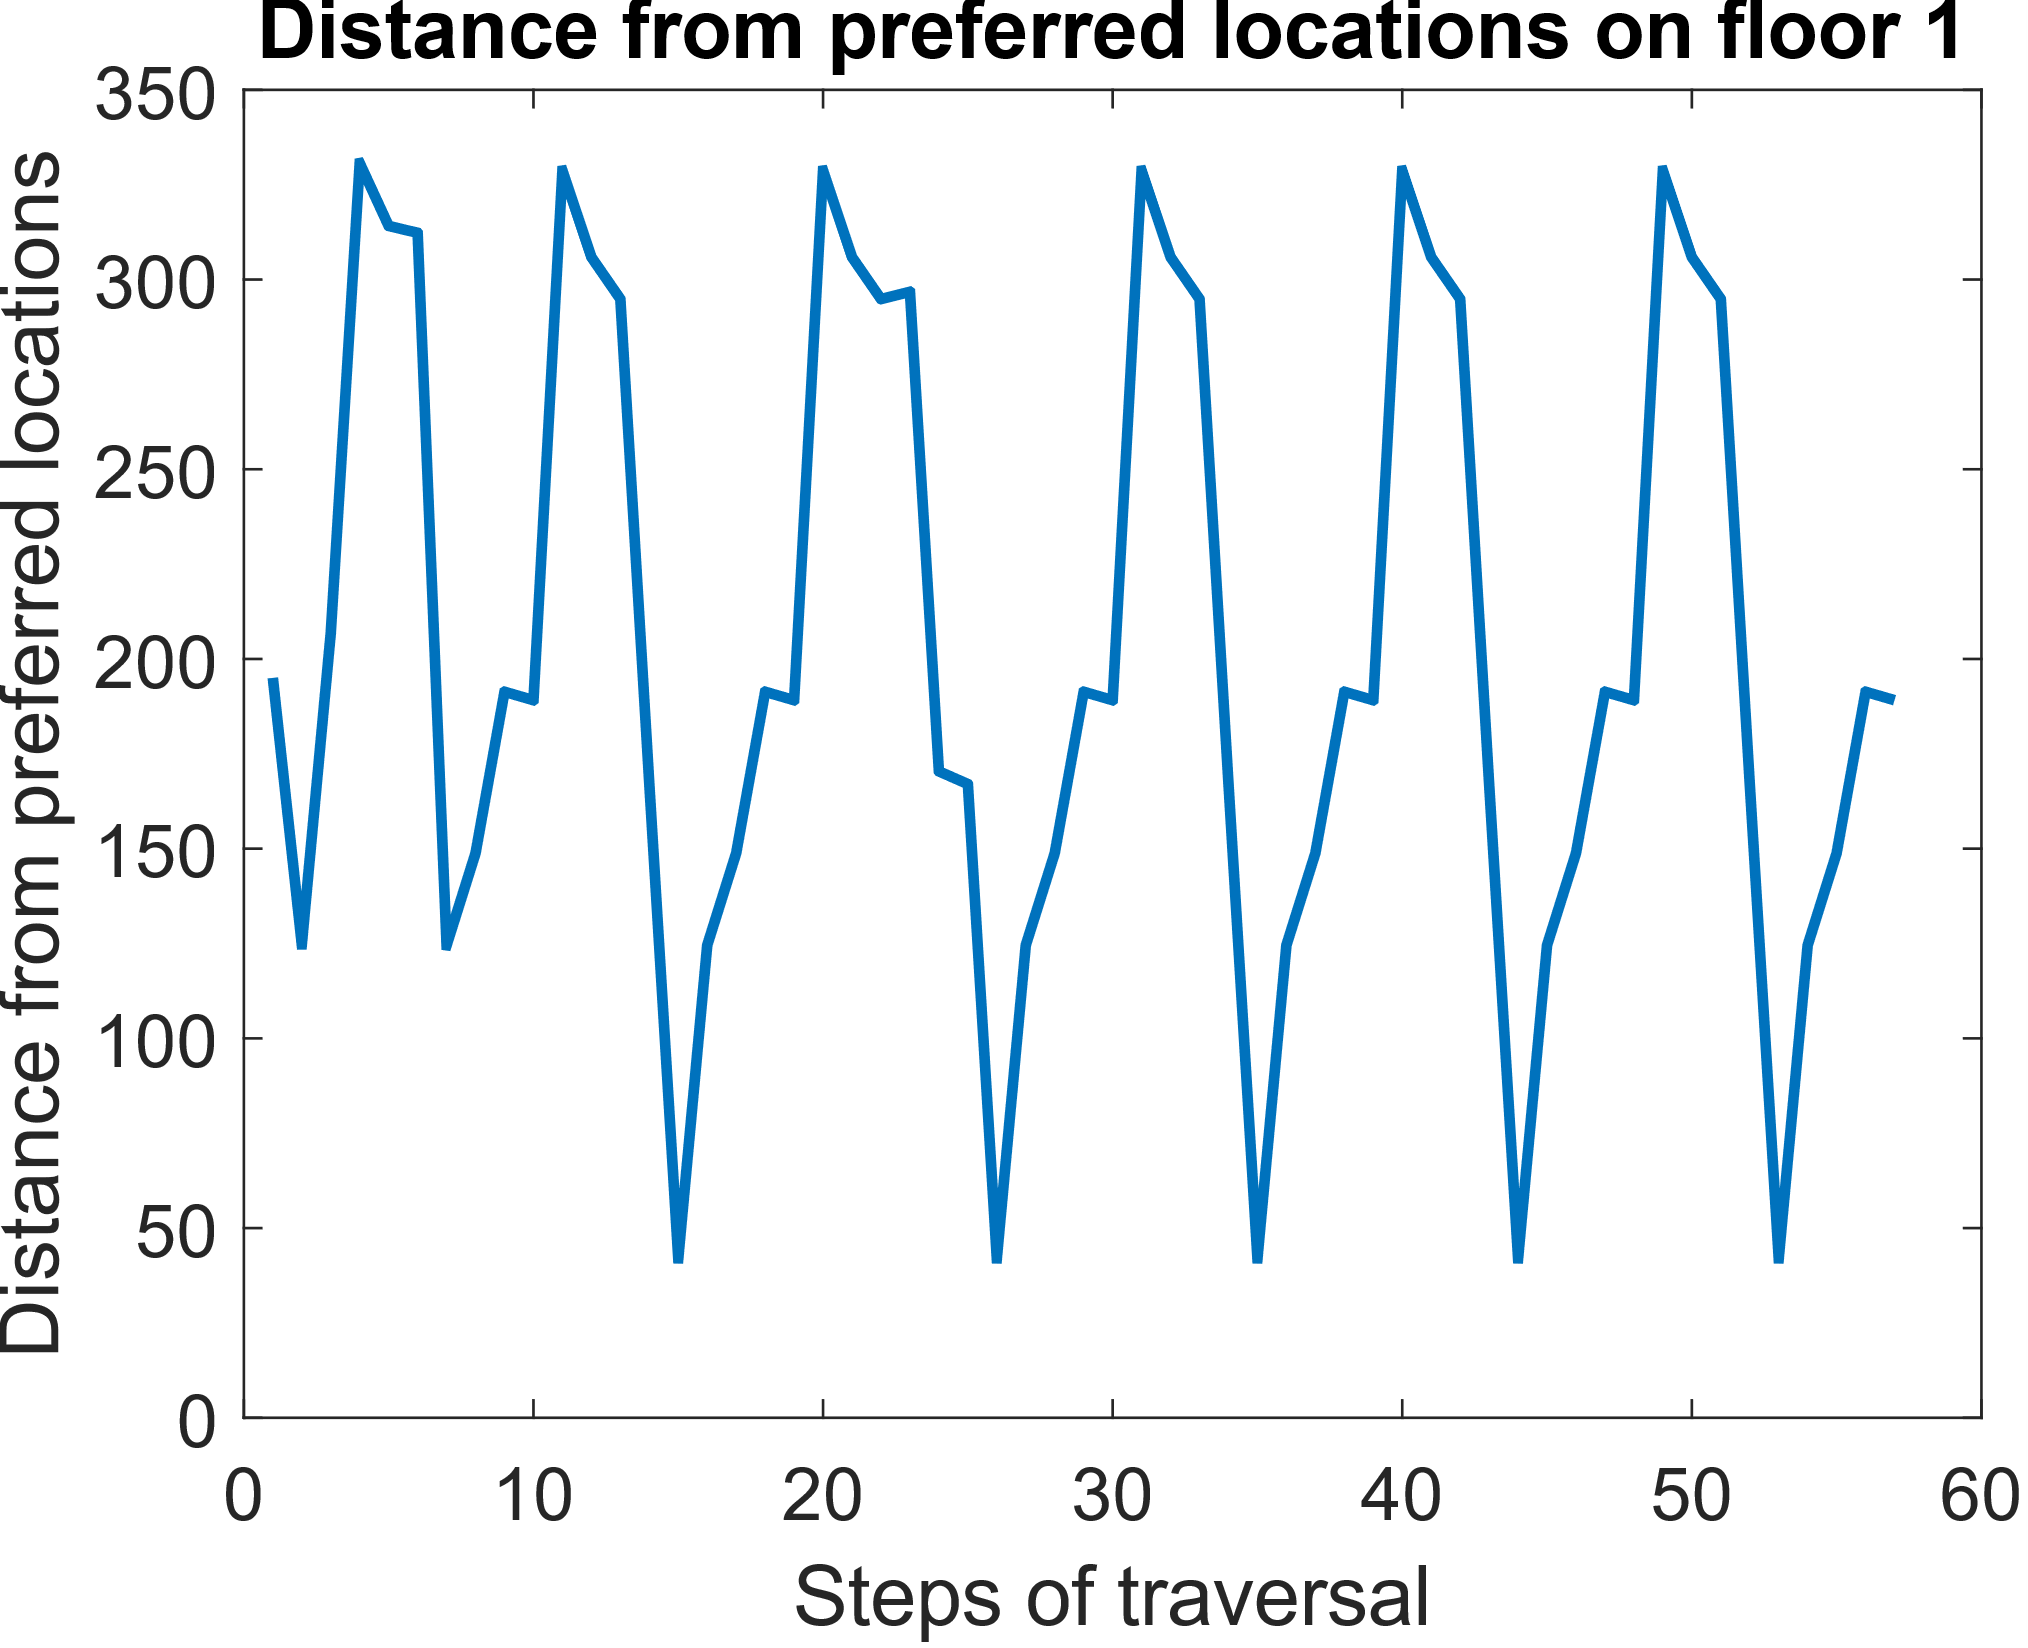 Distance from preferred locations on floor 1
Distance from preferred locations
350
300
250
200
150
100
50
0
0 10 20 30 40 50 60
Steps of traversal